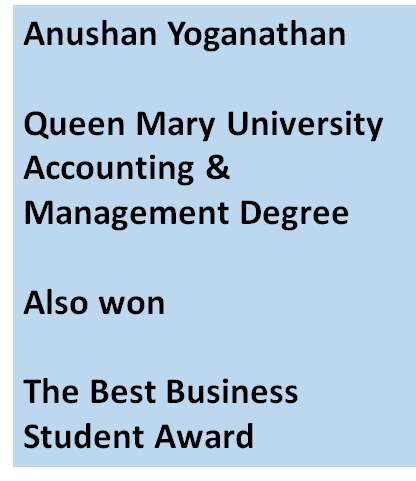 Anushan Yoganathan
Queen Mary University
Accounting &
Management Degree
Also won
The Best Business
Student Award